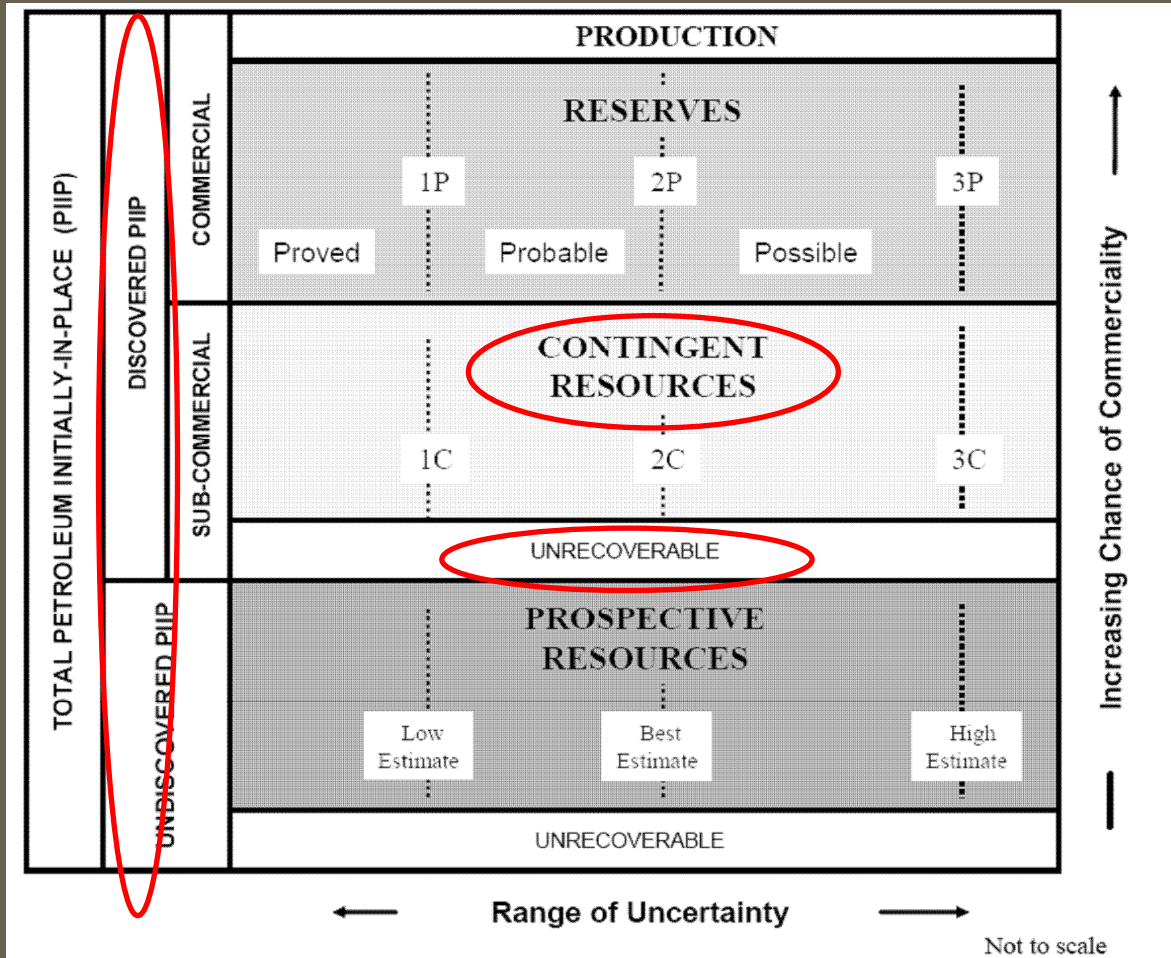 TOTAL PETROLEUM INITIALLY-IN-PLACE (PIIP)
DISCOVERED PIIP
UNDISCOVERED PIIP
COMMERCIAL
SUB-COMMERCIAL
PRODUCTION
RESERVES
1P
2P
3P
Proved
Probable
Possible
CONTINGENT
RESOURCES
1C
2C
3C
UNRECOVERABLE
PROSPECTIVE
RESOURCES
Low
Estimate
Best
Estimate
High
Estimate
UNRECOVERABLE
Increasing Chance of Commerciality
Range of Uncertainty
Not to scale